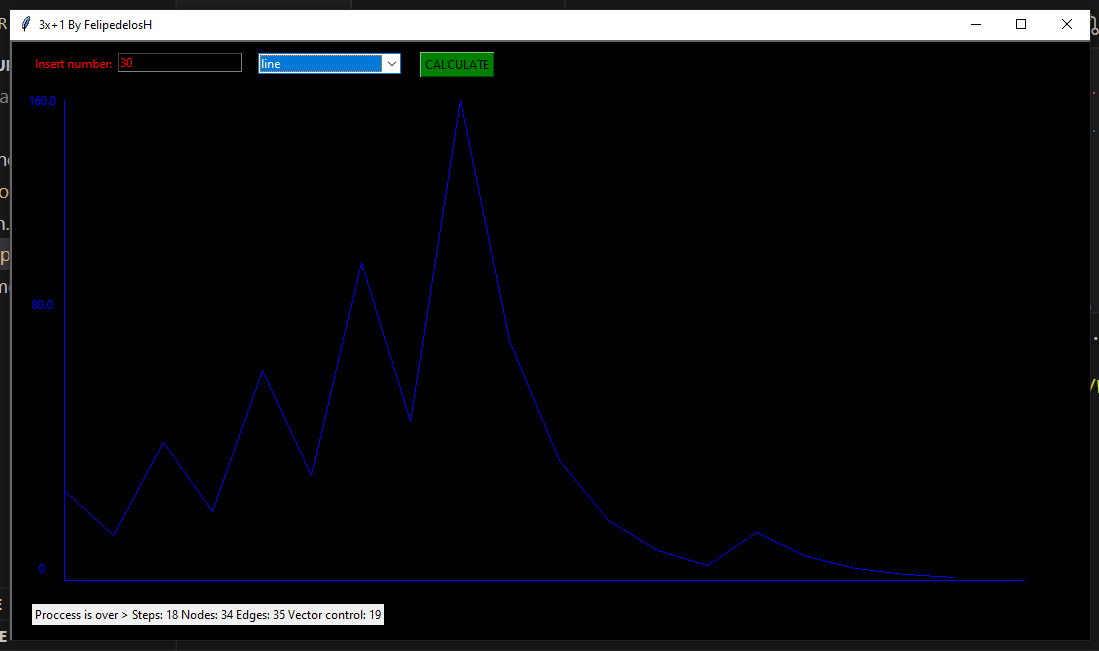 3x+1 By FelipedelosH
Insert number: 30 line CALCULATE
160.0
80.0
0
Proccess is over > Steps: 18 Nodes: 34 Edges: 35 Vector control: 19